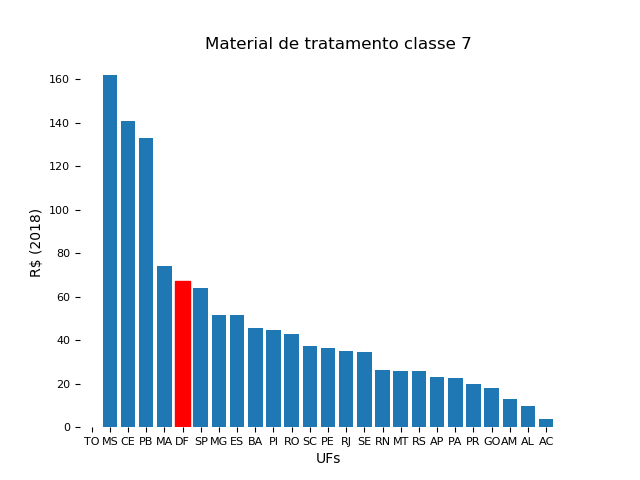 Material de tratamento classe 7
R$ (2018)
160
140
120
100
80
60
40
20
0
TO MS CE PB MA DF SP MG ES BA PI RO SC PE RJ SE RN MT RS AP PA PR GO AM AL AC
UFs